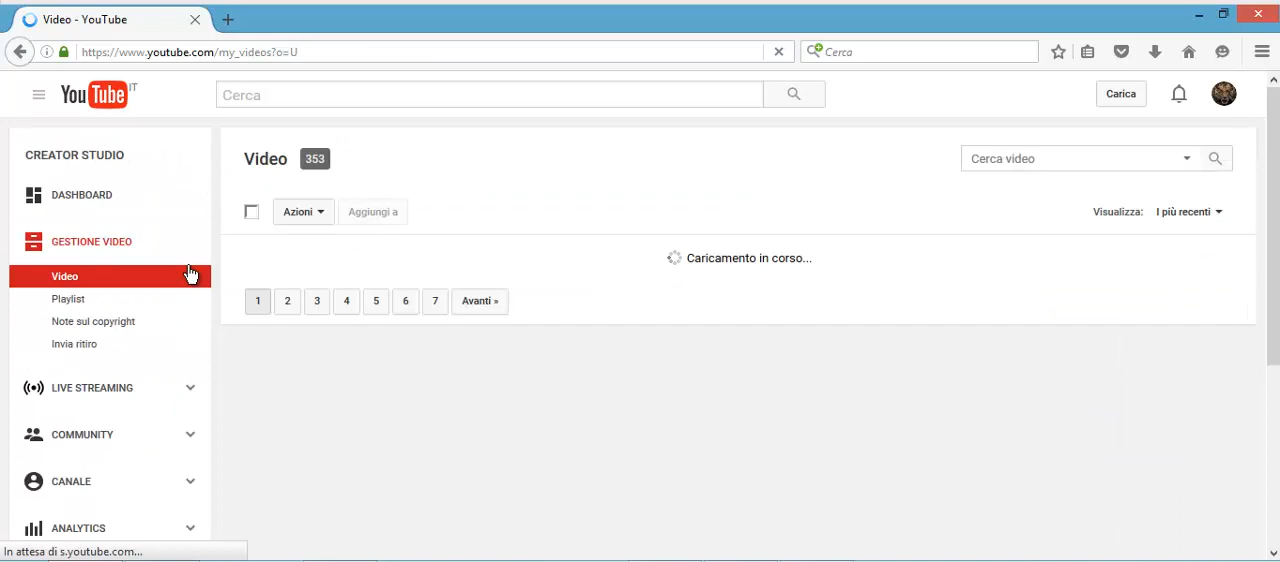 Video - YouTube
https://www.youtube.com/my_videos?o=U
Cerca
YouTube IT
Cerca
Carica
CREATOR STUDIO
DASHBOARD
GESTIONE VIDEO
Video
Playlist
Note sul copyright
Invia ritiro
LIVE STREAMING
COMMUNITY
CANALE
ANALYTICS
Video 353
Cerca video
Azioni
Aggiungi a
Visualizza: I più recenti
Caricamento in corso...
1 2 3 4 5 6 7 Avanti »
In attesa di s.youtube.com...